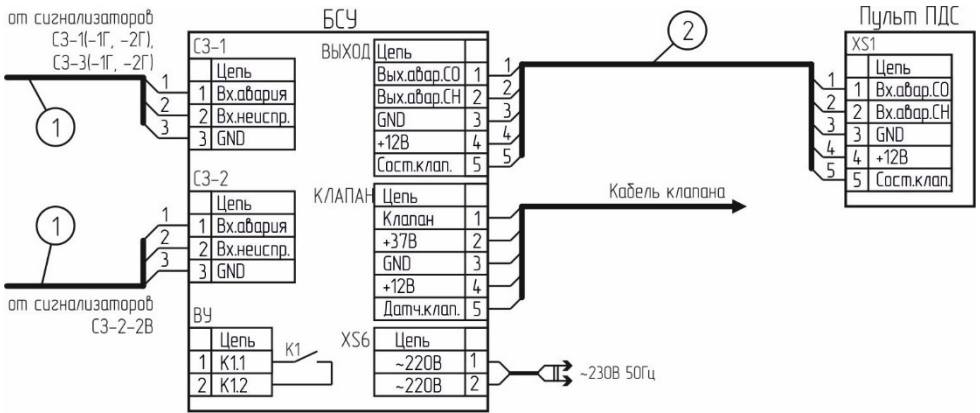 от сигнализаторов
СЗ-1(-1Г, -2Г),
СЗ-3(-1Г, -2Г)
1
2
3
1
БСУ
СЗ-1
Цепь
1 Вх.авария
2 Вх.неиспр.
3 GND
ВЫХОД
Цепь
Вых.авар.СО 1
Вых.авар.СН 2
GND 3
+12В 4
Сост.клап. 5
1
2
3
4
5
2
Пульт ПДС
XS1
Цепь
1 Вх.авар.СО
2 Вх.авар.СН
3 GND
4 +12В
5 Сост.клап.
1
2
3
4
5
1
1
2
3
от сигнализаторов
СЗ-2-2В
СЗ-2
Цепь
1 Вх.авария
2 Вх.неиспр.
3 GND
КЛАПАН
Цепь
Клапан 1
+37В 2
GND 3
+12В 4
Датч.клап. 5
Кабель клапана
ВУ
Цепь
1 К1.1
2 К1.2
К1
XS6
Цепь
~220В 1
~220В 2
~230В 50Гц